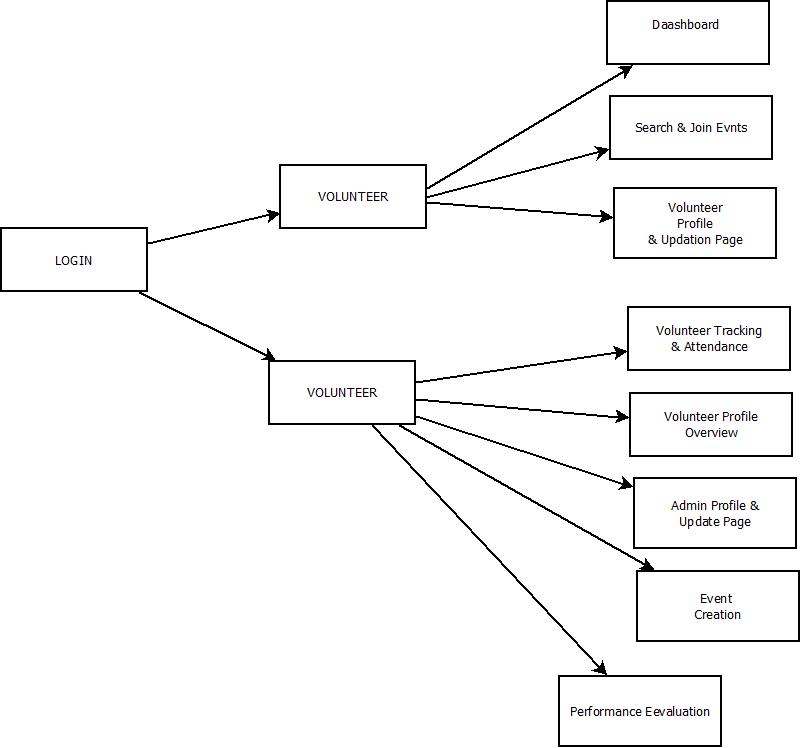 Daashboard
Search & Join Evnts
VOLUNTEER
Volunteer
Profile
& Updation Page
LOGIN
Volunteer Tracking
& Attendance
VOLUNTEER
Volunteer Profile
Overview
Admin Profile &
Update Page
Event
Creation
Performance Eevaluation